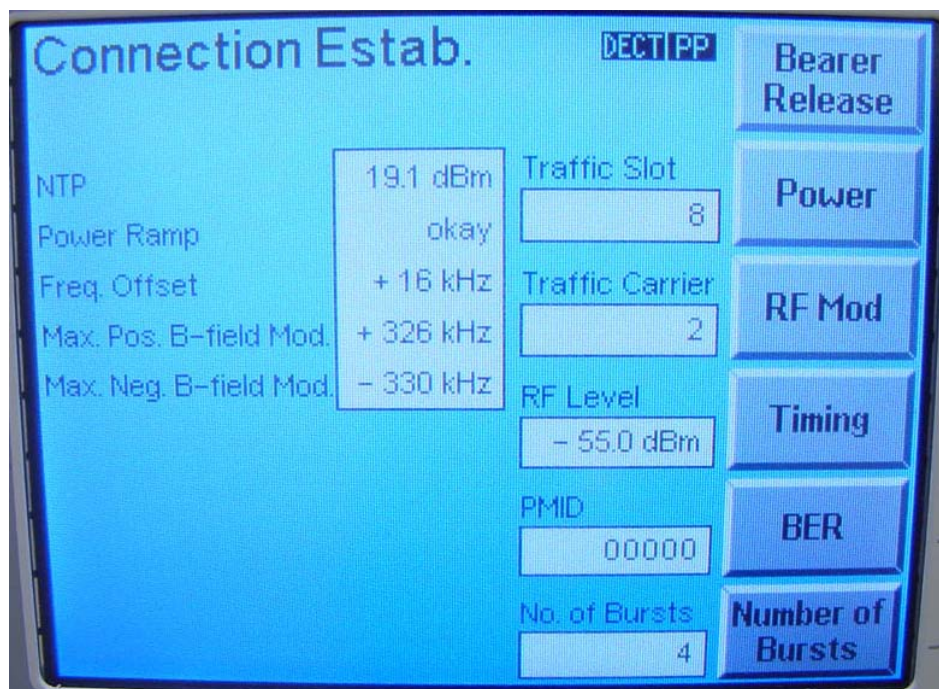 Connection Estab.
DECT PP
NTP 19.1 dBm
Power Ramp okay
Freq. Offset + 16 kHz
Max. Pos. B-field Mod. + 326 kHz
Max. Neg. B-field Mod. - 330 kHz
Traffic Slot
8
Traffic Carrier
2
RF Level
- 55.0 dBm
PMID
00000
No. of Bursts
4
Bearer
Release
Power
RF Mod
Timing
BER
Number of
Bursts